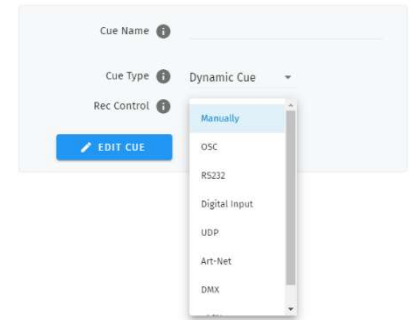 Cue Name
Cue Type Dynamic Cue
Rec Control
Manually
EDIT CUE
OSC
RS232
Digital Input
UDP
Art-Net
DMX